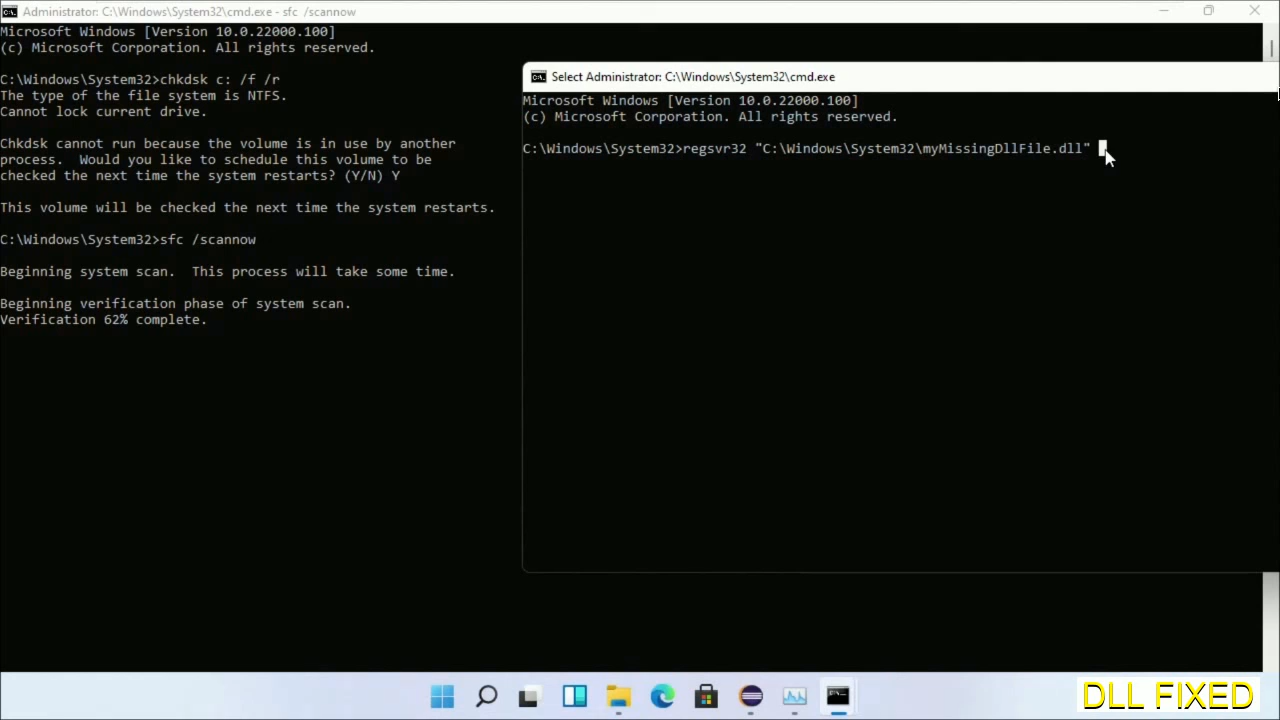 Administrator: C:\Windows\System32\cmd.exe - sfc /scannow
Microsoft Windows [Version 10.0.22000.100]
(c) Microsoft Corporation. All rights reserved.
C:\Windows\System32>chkdsk c: /f /r
The type of the file system is NTFS.
Cannot lock current drive.
Chkdsk cannot run because the volume is in use by another
process.  Would you like to schedule this volume to be
checked the next time the system restarts? (Y/N) Y
This volume will be checked the next time the system restarts.
C:\Windows\System32>sfc /scannow
Beginning system scan.  This process will take some time.
Beginning verification phase of system scan.
Verification 62% complete.
Select Administrator: C:\Windows\System32\cmd.exe
Microsoft Windows [Version 10.0.22000.100]
(c) Microsoft Corporation. All rights reserved.
C:\Windows\System32>regsvr32 "C:\Windows\System32\myMissingDllFile.dll"
DLL FIXED